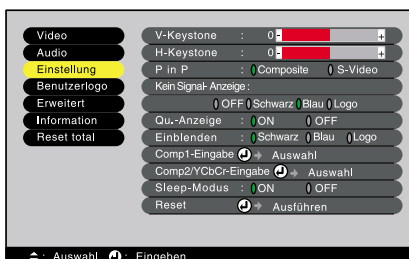 Video
Audio
Einstellung
Benutzerlogo
Erweitert
Information
Reset total
V-Keystone : 0 - +
H-Keystone : 0 - +
P in P : Composite S-Video
Kein Signal- Anzeige :
OFF Schwarz Blau Logo
Qu.-Anzeige : ON OFF
Einblenden : Schwarz Blau Logo
Comp1-Eingabe Auswahl
Comp2/YCbCr-Eingabe Auswahl
Sleep-Modus : ON OFF
Reset Ausführen
: Auswahl : Eingeben